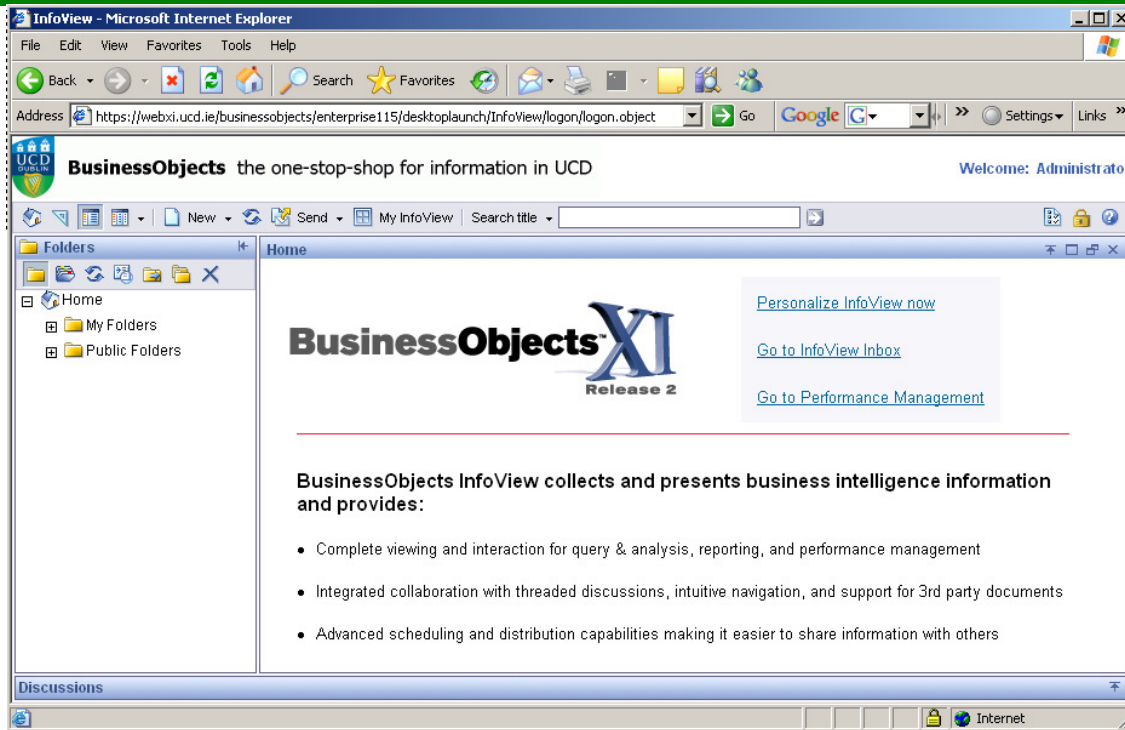 InfoView - Microsoft Internet Explorer
File Edit View Favorites Tools Help
Back Search Favorites
Address https://webxi.ucd.ie/businessobjects/enterprise115/desktoplaunch/InfoView/logon/logon.object Go Google G Settings Links »
UCD
DUBLIN
BusinessObjects the one-stop-shop for information in UCD
Welcome: Administrato
New Send My InfoView Search title
Folders
Home
Home
My Folders
Public Folders
BusinessObjects™ XI
Release 2
Personalize InfoView now
Go to InfoView Inbox
Go to Performance Management
BusinessObjects InfoView collects and presents business intelligence information
and provides:
• Complete viewing and interaction for query & analysis, reporting, and performance management
• Integrated collaboration with threaded discussions, intuitive navigation, and support for 3rd party documents
• Advanced scheduling and distribution capabilities making it easier to share information with others
Discussions
Internet